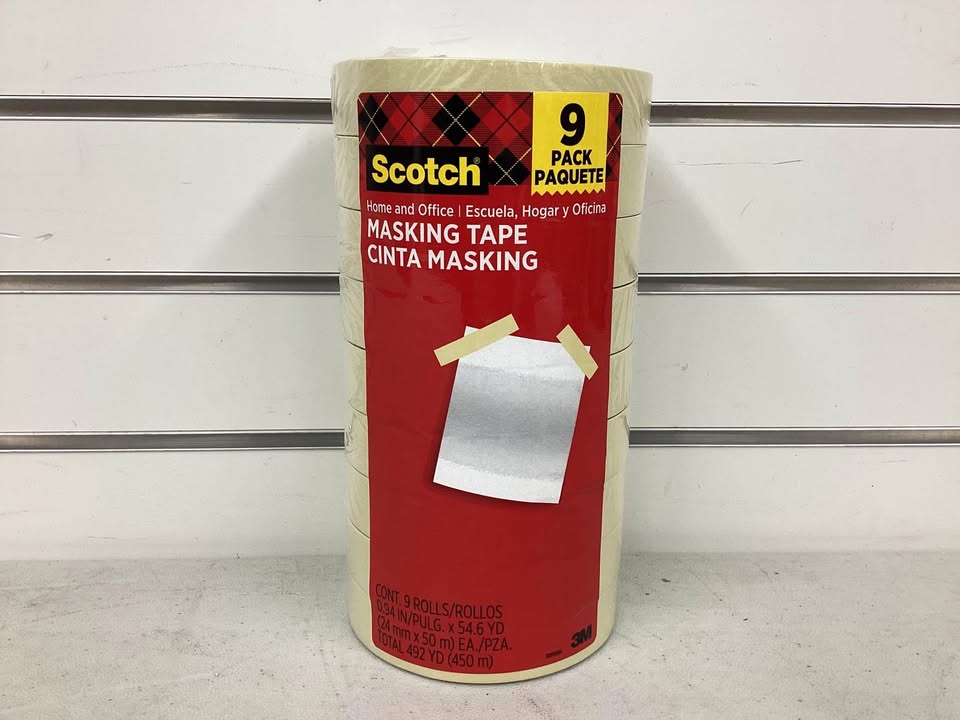 9
PACK
PAQUETE
Scotch®
Home and Office | Escuela, Hogar y Oficina
MASKING TAPE
CINTA MASKING
CONT. 9 ROLLS/ROLLOS
0.94 IN/PULG. x 54.6 YD
(24 mm x 50 m) EA./PZA.
TOTAL 492 YD (450 m)
3M